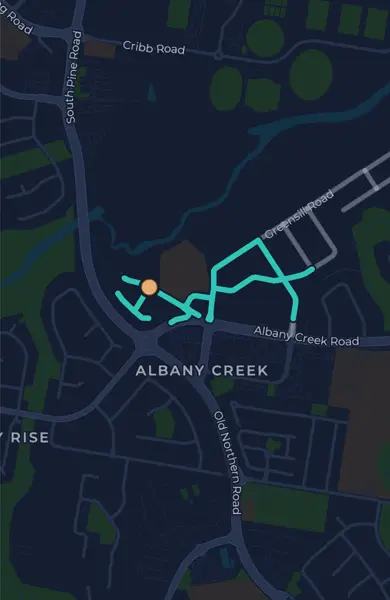 g Road
Cribb Road
South Pine Road
Greensill Road
Albany Creek Road
ALBANY CREEK
Y RISE
Old Northern Road